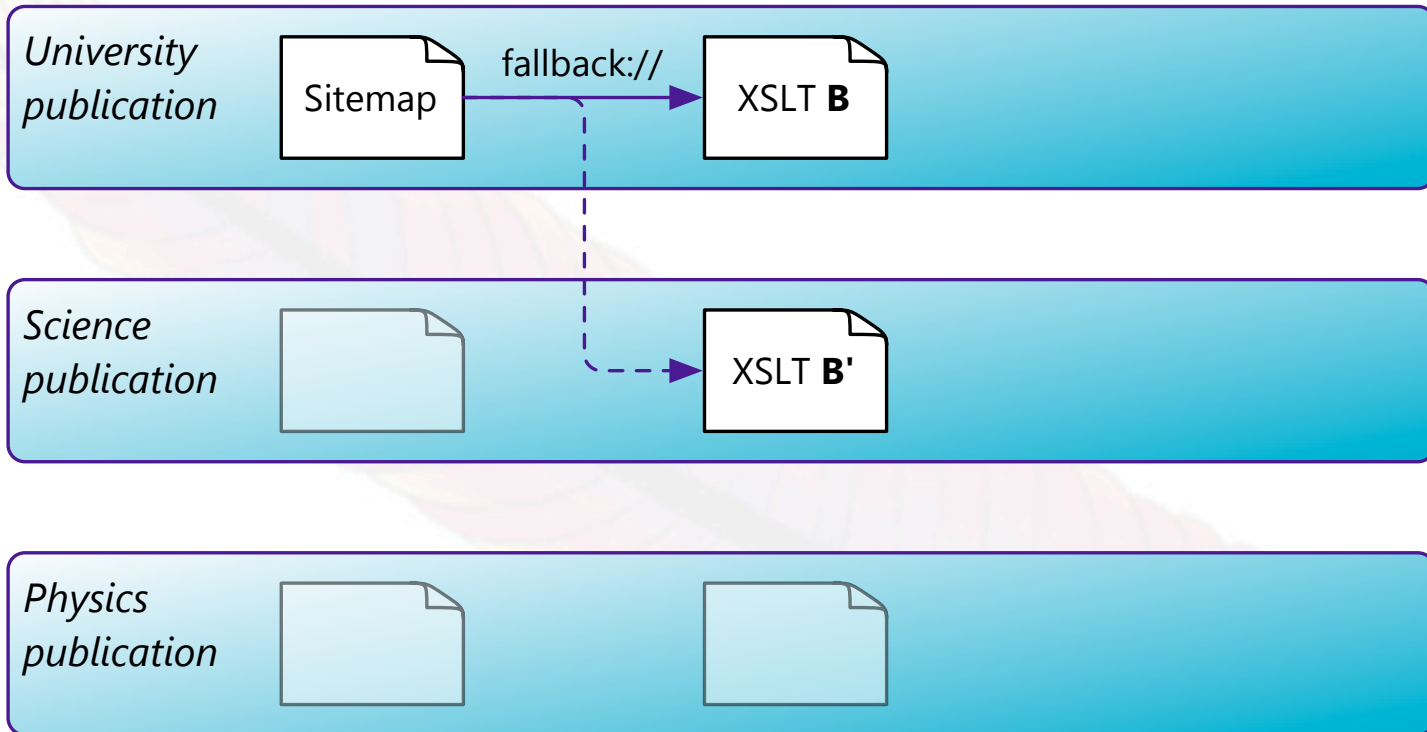 University
publication
Sitemap
fallback://
XSLT B
Science
publication
XSLT B'
Physics
publication